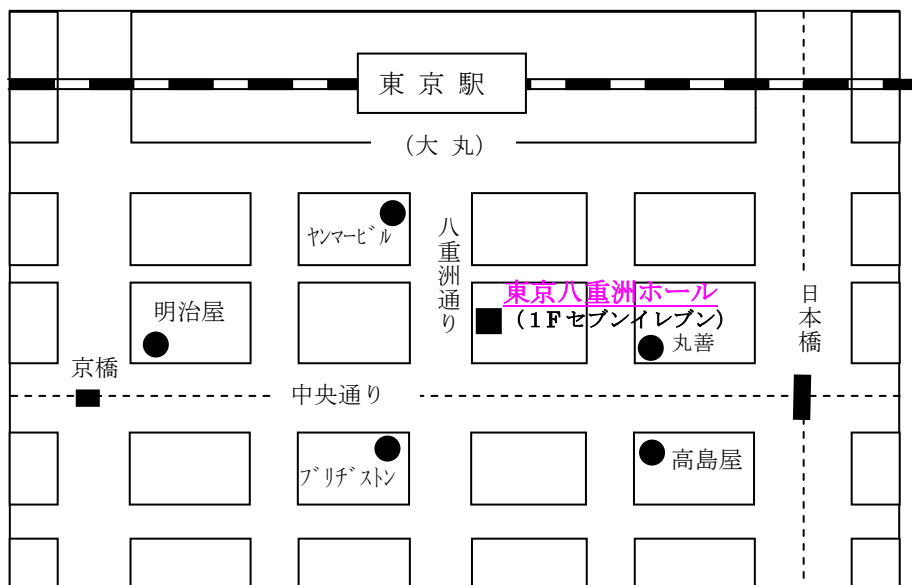 東京駅
(大丸)
ヤンマービル
八重洲通り
東京八重洲ホール
(1Fセブンイレブン)
日本橋
明治屋
丸善
京橋
中央通り
ブリヂストン
高島屋